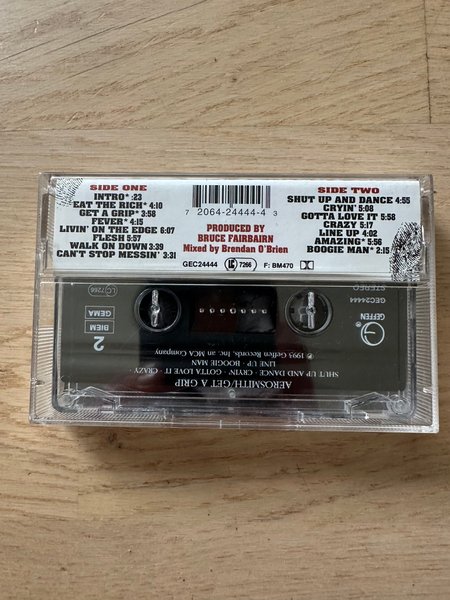 SIDE ONE
INTRO* :23
EAT THE RICH* 4:10
GET A GRIP* 3:58
FEVER* 4:15
LIVIN' ON THE EDGE 6:07
FLESH 5:57
WALK ON DOWN 3:39
CAN'T STOP MESSIN' 3:31
7 2064-24444-4 3
PRODUCED BY
BRUCE FAIRBAIRN
Mixed by Brendan O'Brien
GEC24444 LC 7266 F: BM470
SIDE TWO
SHUT UP AND DANCE 4:55
CRYIN' 5:08
GOTTA LOVE IT 5:58
CRAZY 5:17
LINE UP 4:02
AMAZING* 5:56
BOOGIE MAN* 2:15
AEROSMITH/GET A GRIP
SHUT UP AND DANCE · CRYIN' · GOTTA LOVE IT · CRAZY ·
LINE UP · BOOGIE MAN
℗ 1993 Geffen Records, Inc. an MCA Company
GEFFEN
GEC24444
STEREO
2
BIEM
GEMA
LC 7266